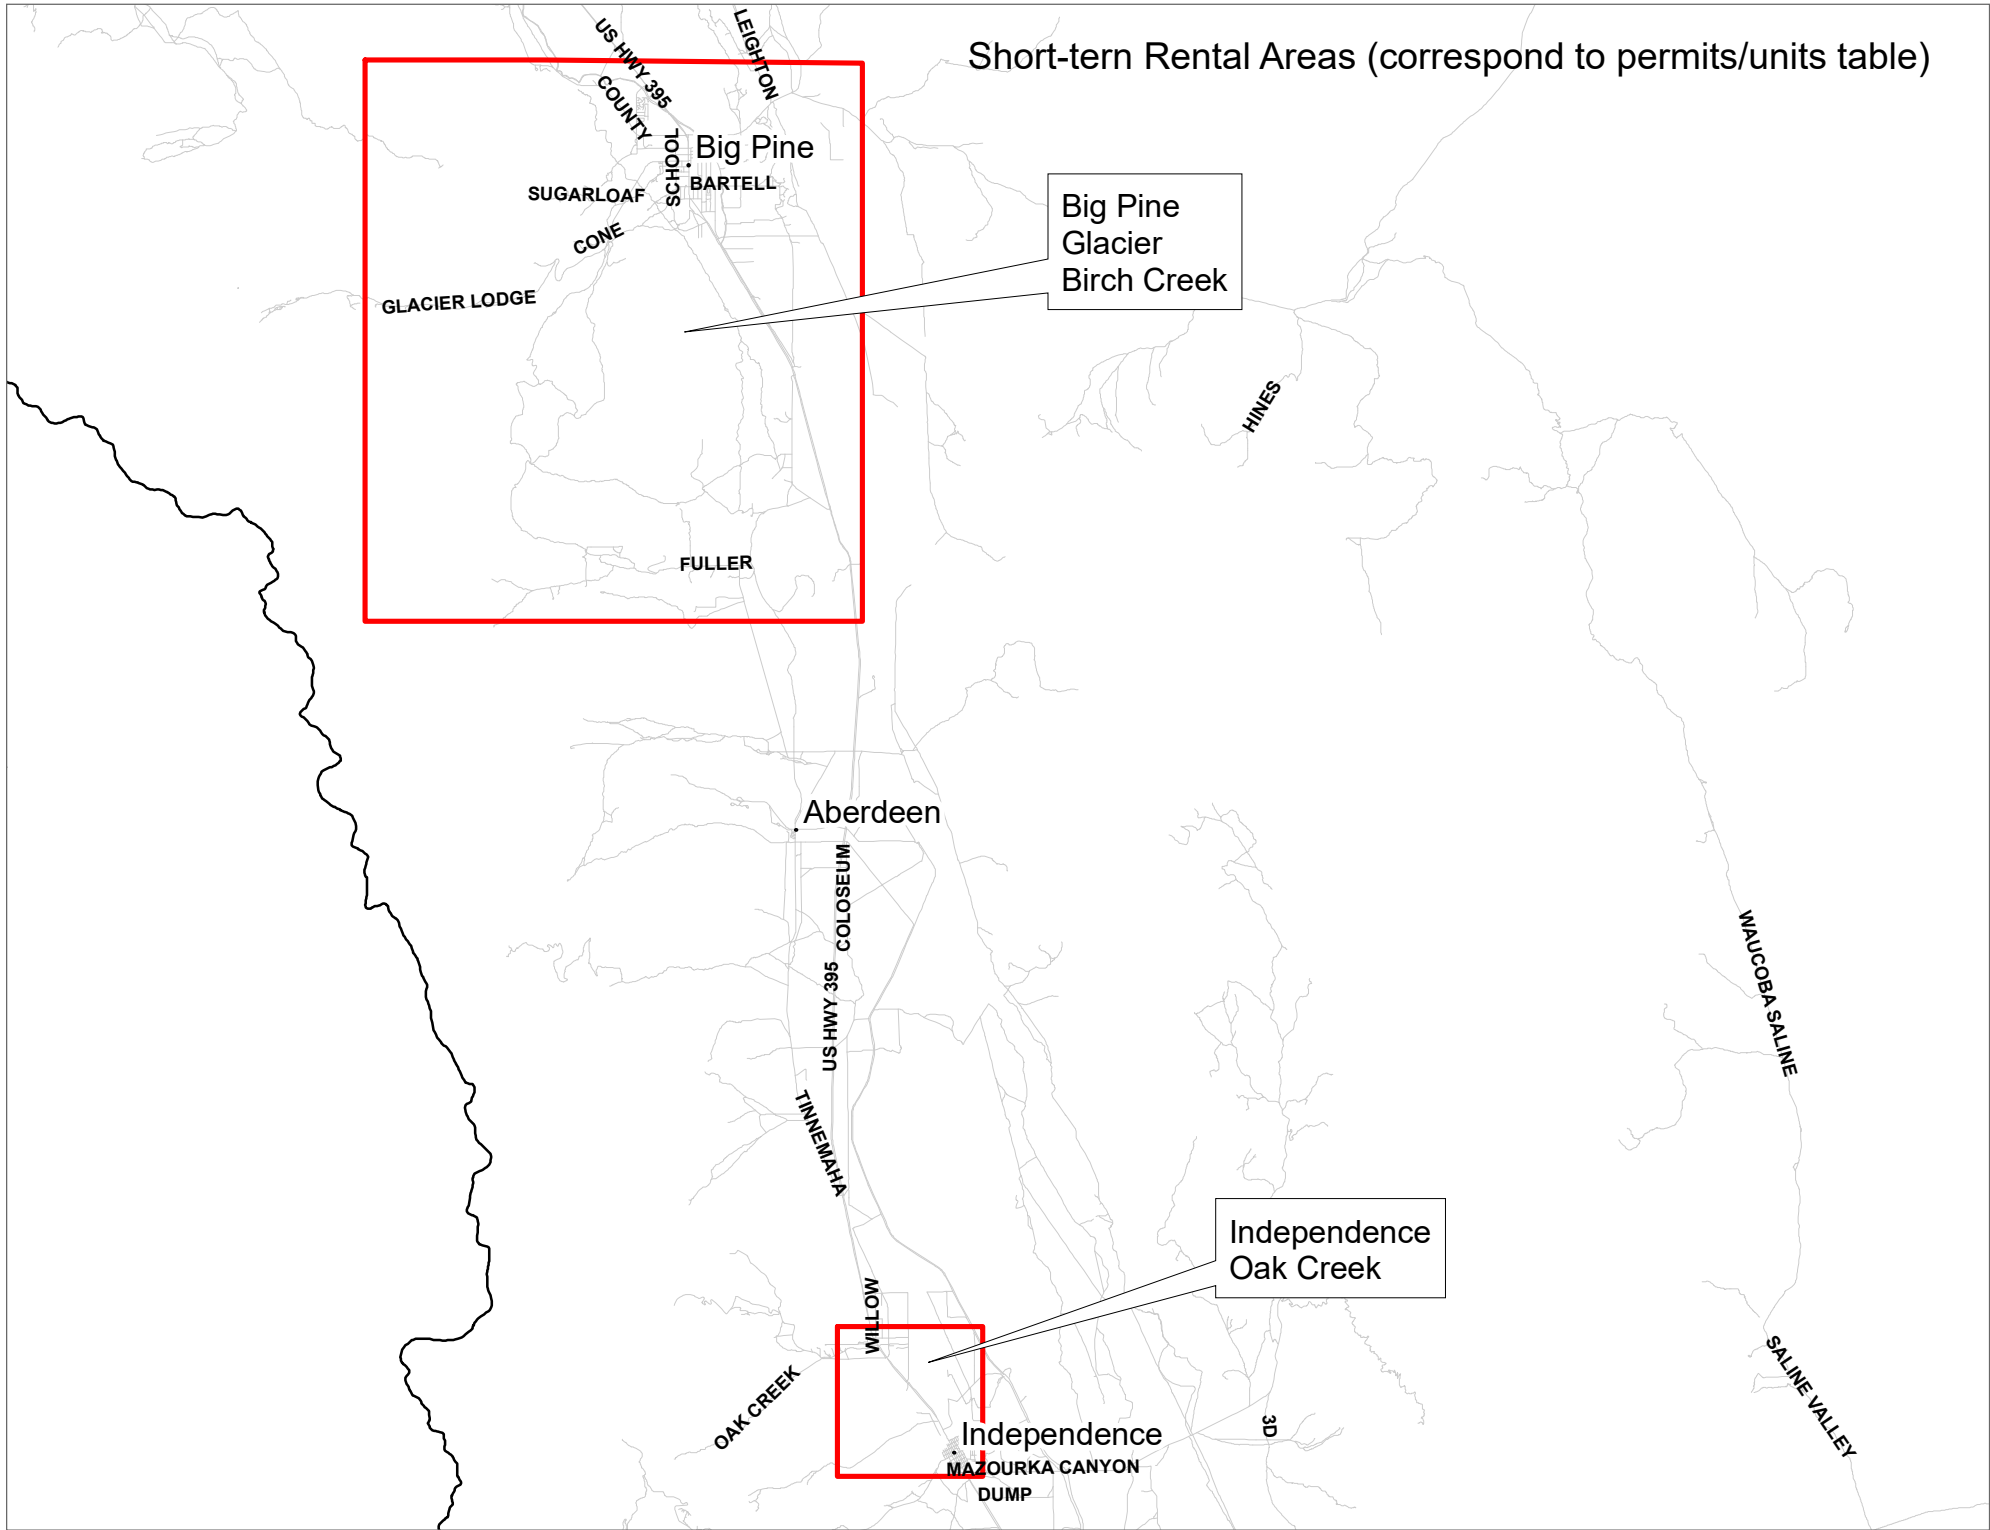 Short-tern Rental Areas (correspond to permits/units table)
LEIGHTON
US HWY 395
COUNTY
SCHOOL
Big Pine
BARTELL
SUGARLOAF
CONE
GLACIER LODGE
Big Pine
Glacier
Birch Creek
HINES
FULLER
Aberdeen
COLOSEUM
US HWY 395
WAUCOBA SALINE
TINNEMAHA
Independence
Oak Creek
WILLOW
OAK CREEK
SALINE VALLEY
3D
Independence
MAZOURKA CANYON
DUMP